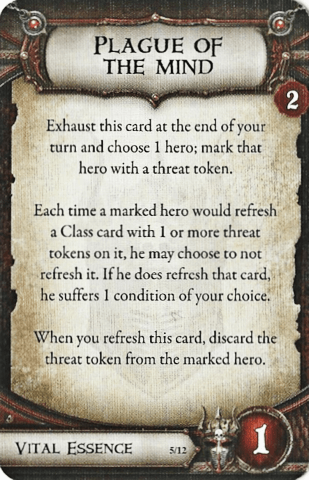 Plague of
the mind
2
Exhaust this card at the end of your
turn and choose 1 hero; mark that
hero with a threat token.
Each time a marked hero would refresh
a Class card with 1 or more threat
tokens on it, he may choose to not
refresh it. If he does refresh that card,
he suffers 1 condition of your choice.
When you refresh this card, discard the
threat token from the marked hero.
Vital Essence 5/12 1